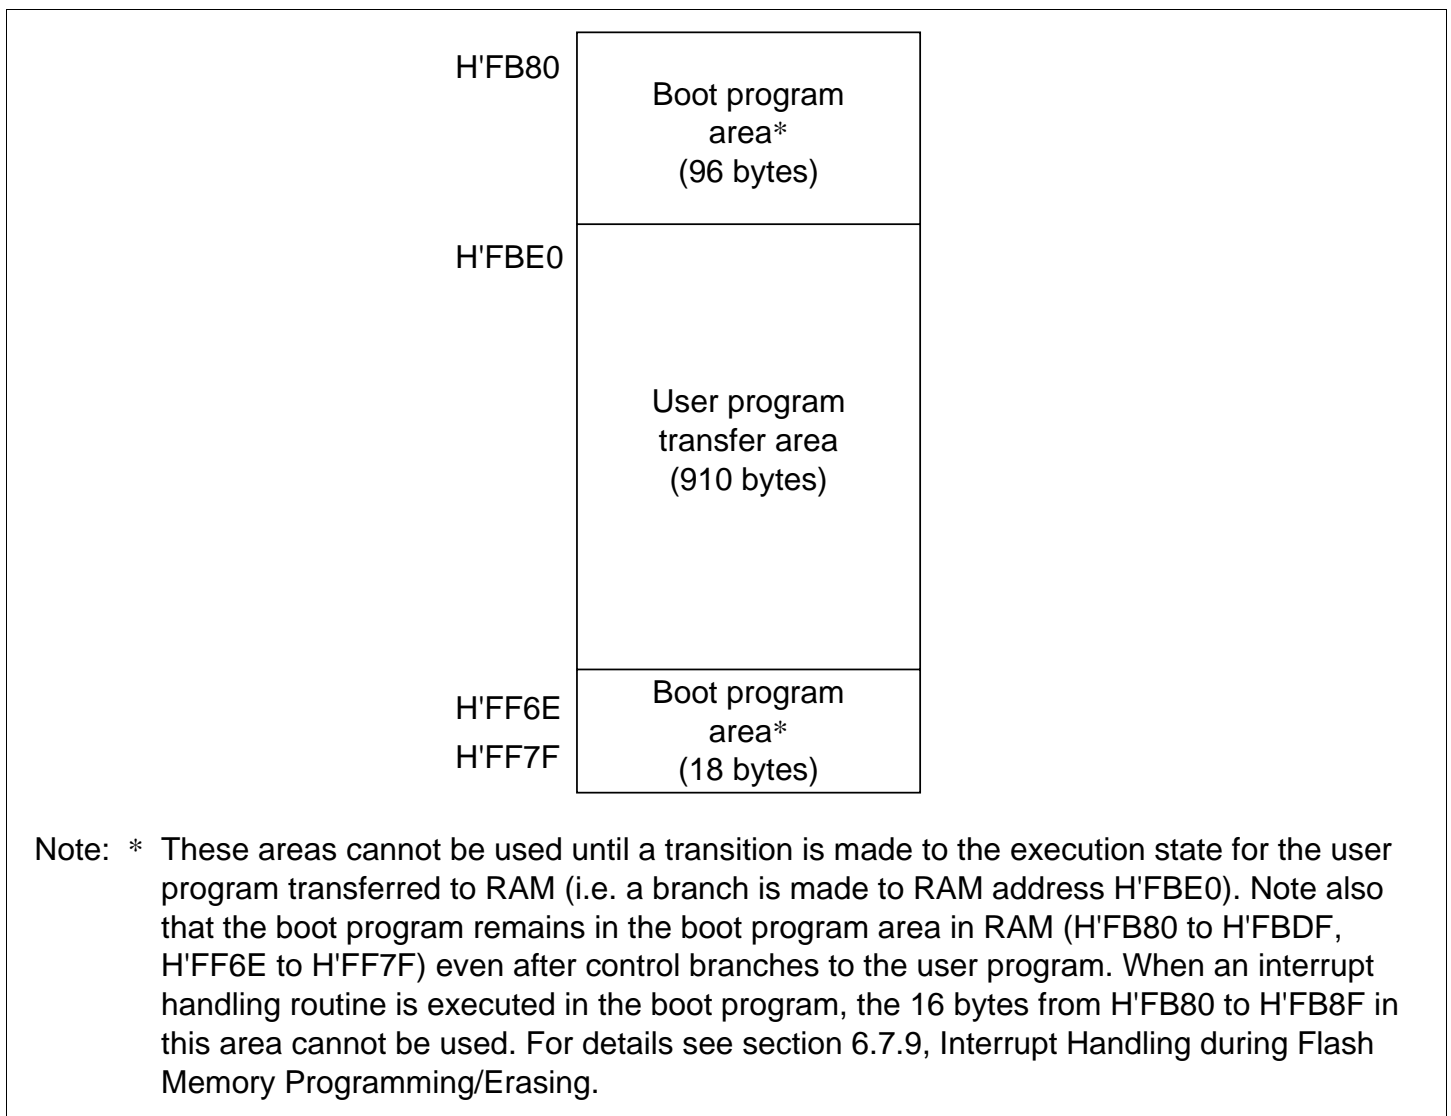 H'FB80
Boot program
area*
(96 bytes)
H'FBE0
User program
transfer area
(910 bytes)
H'FF6E
H'FF7F
Boot program
area*
(18 bytes)
Note: * These areas cannot be used until a transition is made to the execution state for the user
program transferred to RAM (i.e. a branch is made to RAM address H'FBE0). Note also
that the boot program remains in the boot program area in RAM (H'FB80 to H'FBDF,
H'FF6E to H'FF7F) even after control branches to the user program. When an interrupt
handling routine is executed in the boot program, the 16 bytes from H'FB80 to H'FB8F in
this area cannot be used. For details see section 6.7.9, Interrupt Handling during Flash
Memory Programming/Erasing.